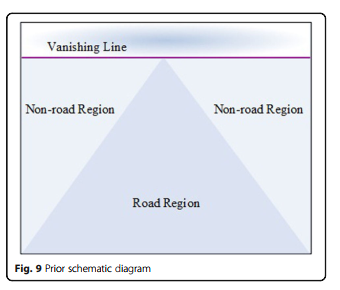 Vanishing Line
Non-road Region Non-road Region
Road Region
Fig. 9 Prior schematic diagram